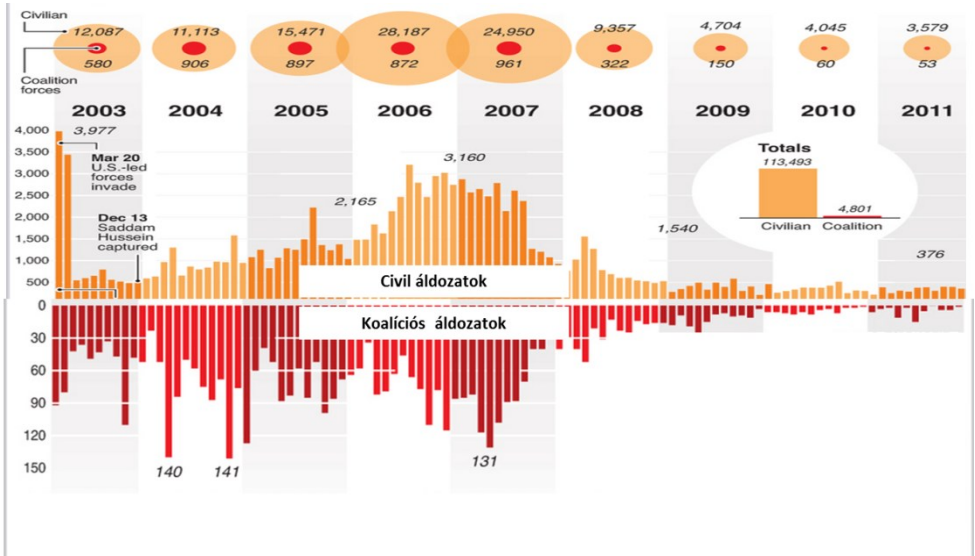 Civilian
12,087 11,113 15,471 28,187 24,950 9,357 4,704 4,045 3,579
580 906 897 872 961 322 150 60 53
Coalition
forces
2003 2004 2005 2006 2007 2008 2009 2010 2011
4,000
3,977
3,500
Mar 20
U.S.-led
forces
invade
3,000
3,160
2,500
Dec 13
Saddam
Hussein
captured
2,165
2,000
1,500
1,540
1,000
376
500
Totals
113,493
4,801
Civilian Coalition
Civil áldozatok
0
Koalíciós áldozatok
30
60
90
120
150
140 141 131